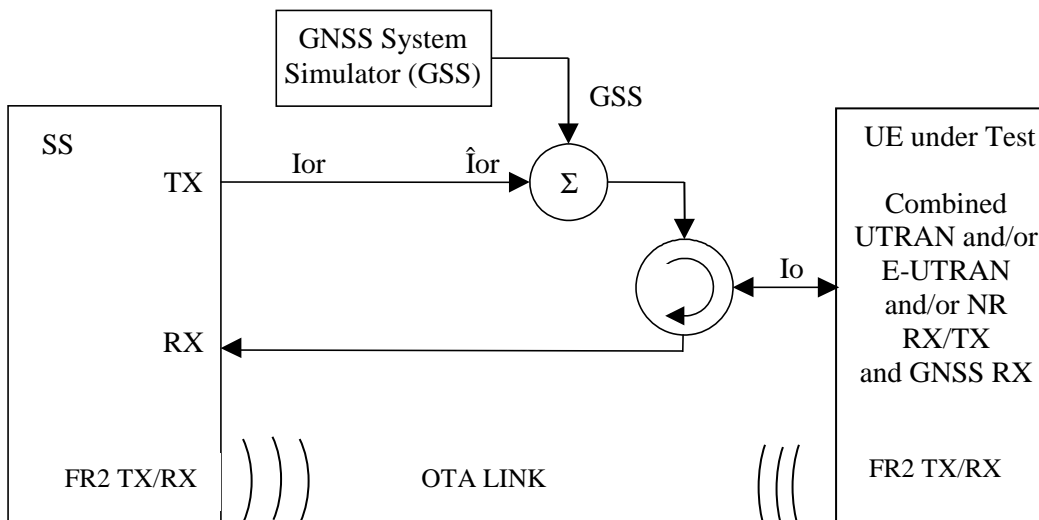 GNSS System
Simulator (GSS)
GSS
SS
TX
Ior
Îor
Σ
UE under Test
Combined
UTRAN and/or
E-UTRAN
and/or NR
RX/TX
and GNSS RX
Io
RX
FR2 TX/RX
OTA LINK
FR2 TX/RX